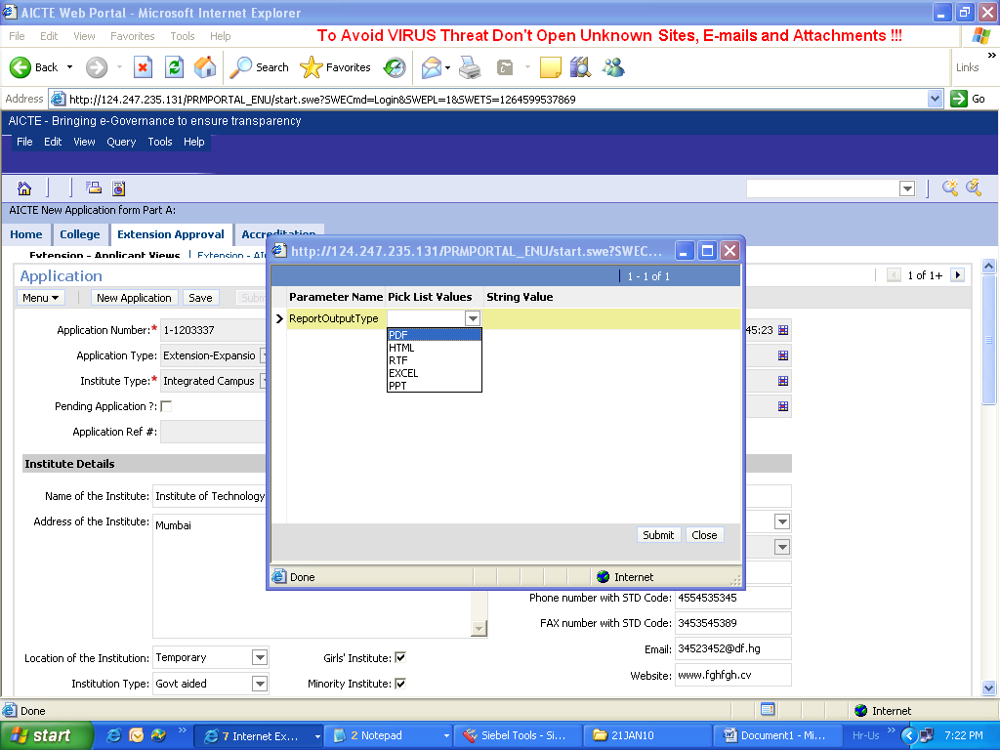 AICTE Web Portal - Microsoft Internet Explorer
File Edit View Favorites Tools Help
To Avoid VIRUS Threat Don't Open Unknown Sites, E-mails and Attachments !!!
Back Search Favorites Links »
Address http://124.247.235.131/PRMPORTAL_ENU/start.swe?SWECmd=Login&SWEPL=1&SWETS=1264599537869 Go
AICTE - Bringing e-Governance to ensure transparency
File Edit View Query Tools Help
AICTE New Application form Part A:
Home College Extension Approval Accreditation
Extension - Applicant Views Extension - AI
http://124.247.235.131/PRMPORTAL_ENU/start.swe?SWEC...
1 - 1 of 1
Parameter Name Pick List Values String Value
ReportOutputType
PDF
HTML
RTF
EXCEL
PPT
Submit Close
Done Internet
Application 1 of 1+
Menu New Application Save Subm
Application Number:* 1-1203337 45:23
Application Type: Extension-Expansio
Institute Type:* Integrated Campus
Pending Application ?:
Application Ref #:
Institute Details
Name of the Institute: Institute of Technology
Address of the Institute: Mumbai
Phone number with STD Code: 4554535345
FAX number with STD Code: 3453545389
Email: 34523452@df.hg
Website: www.fghfgh.cv
Location of the Institution: Temporary Girls' Institute:
Institution Type: Govt aided Minority Institute:
Done Internet
start » 7 Internet Ex... 2 Notepad Siebel Tools - Si... 21JAN10 Document1 - Mi... Hr-Us » 7:22 PM